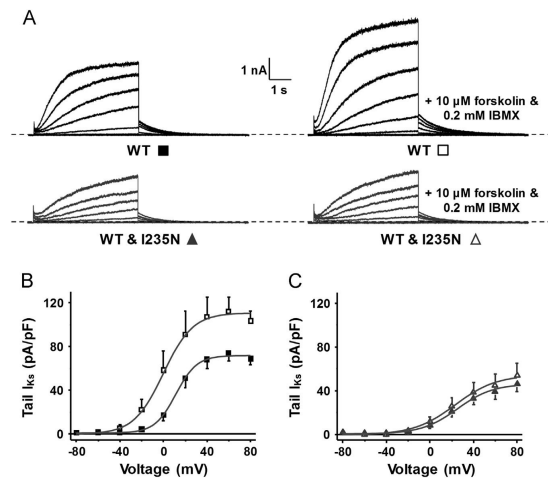 A
1 nA
1 s
+ 10 µM forskolin &
0.2 mM IBMX
WT ■
WT □
+ 10 µM forskolin &
0.2 mM IBMX
WT & I235N ▲
WT & I235N △
B
Tail IKs (pA/pF)
120
80
40
0
-80 -40 0 40 80
Voltage (mV)
C
Tail IKs (pA/pF)
120
80
40
0
-80 -40 0 40 80
Voltage (mV)